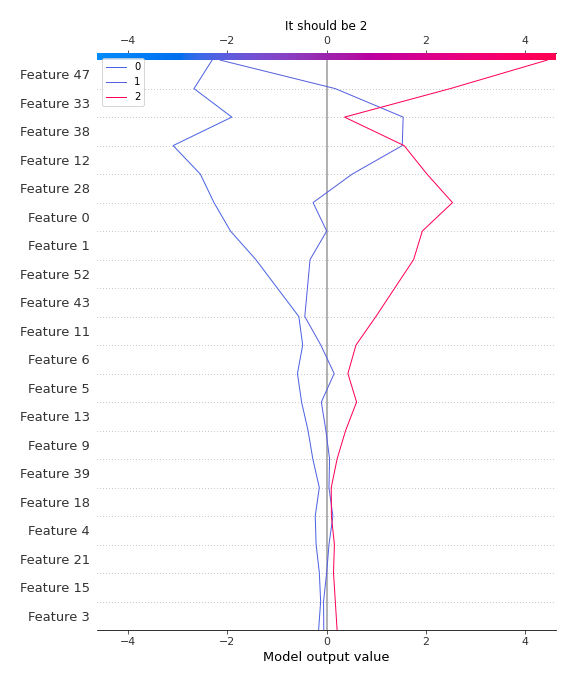 It should be 2
−4 −2 0 2 4
0
1
2
Feature 47
Feature 33
Feature 38
Feature 12
Feature 28
Feature 0
Feature 1
Feature 52
Feature 43
Feature 11
Feature 6
Feature 5
Feature 13
Feature 9
Feature 39
Feature 18
Feature 4
Feature 21
Feature 15
Feature 3
−4 −2 0 2 4
Model output value